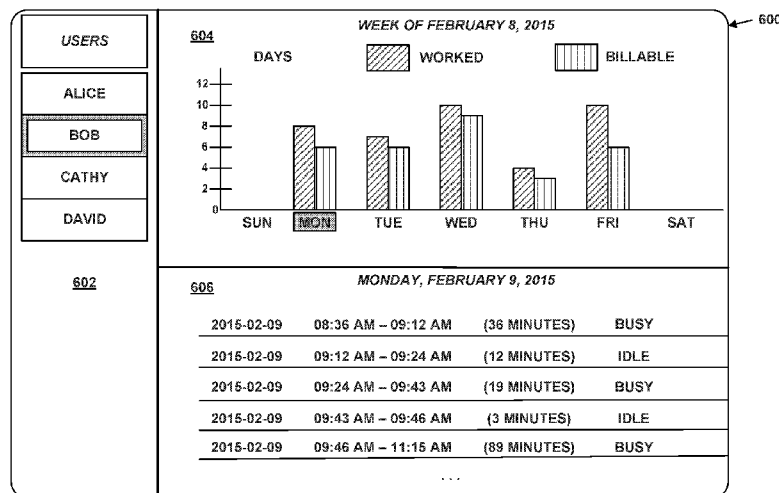 600
USERS
ALICE
BOB
CATHY
DAVID
602
604
WEEK OF FEBRUARY 8, 2015
DAYS WORKED BILLABLE
12
10
8
6
4
2
0
SUN MON TUE WED THU FRI SAT
606
MONDAY, FEBRUARY 9, 2015
2015-02-09 08:36 AM – 09:12 AM (36 MINUTES) BUSY
2015-02-09 09:12 AM – 09:24 AM (12 MINUTES) IDLE
2015-02-09 09:24 AM – 09:43 AM (19 MINUTES) BUSY
2015-02-09 09:43 AM – 09:46 AM (3 MINUTES) IDLE
2015-02-09 09:46 AM – 11:15 AM (89 MINUTES) BUSY
...